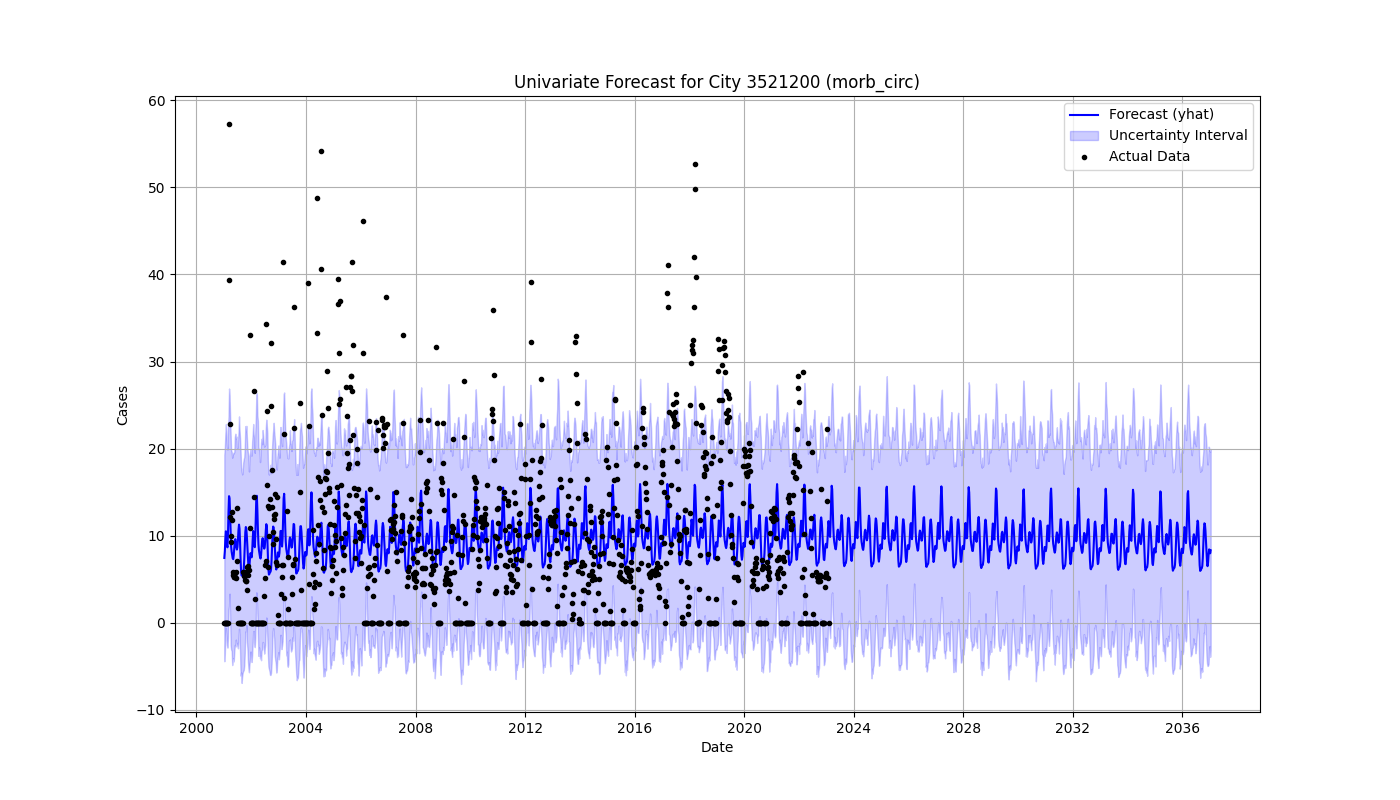 Univariate Forecast for City 3521200 (morb_circ)
Forecast (yhat)
Uncertainty Interval
Actual Data
Cases
60
50
40
30
20
10
0
−10
2000 2004 2008 2012 2016 2020 2024 2028 2032 2036
Date